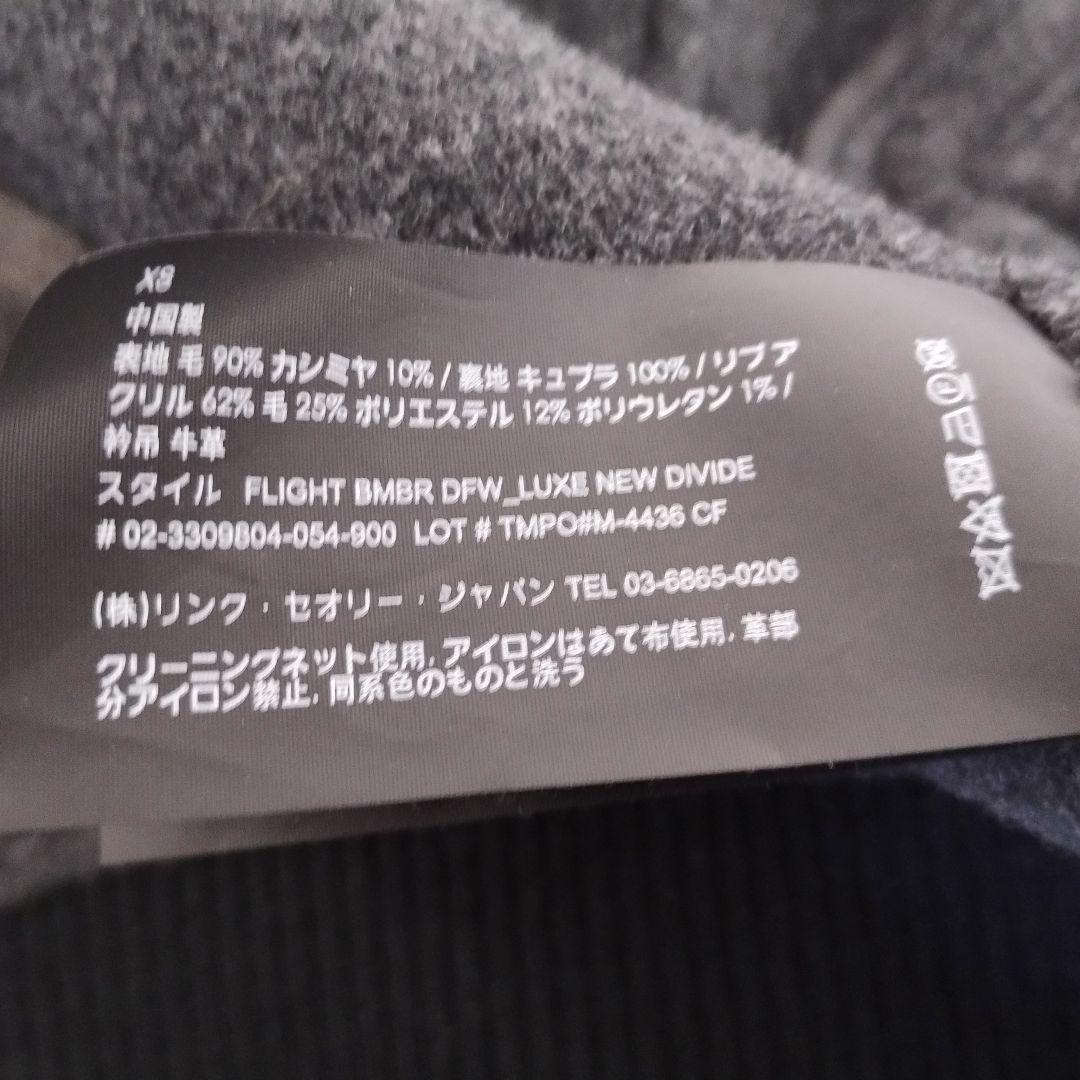 XS
中国製
表地 毛 90% カシミヤ 10% / 裏地 キュプラ 100% / リブ ア
クリル 62% 毛 25% ポリエステル 12% ポリウレタン 1% /
衿吊 牛革
スタイル FLIGHT BMBR DFW_LUXE NEW DIVIDE
# 02-3309804-054-900 LOT # TMPO#M-4436 CF
(株)リンク・セオリー・ジャパン TEL 03-6865-0206
クリーニングネット使用, アイロンはあて布使用, 革部
分アイロン禁止, 同系色のものと洗う